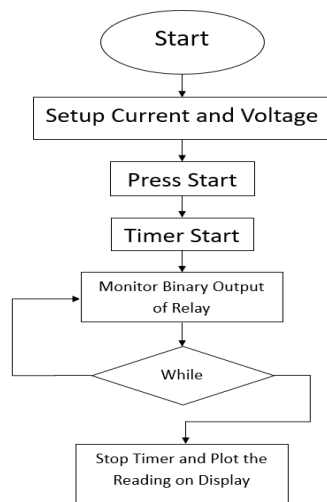 Start
Setup Current and Voltage
Press Start
Timer Start
Monitor Binary Output
of Relay
While
Stop Timer and Plot the
Reading on Display